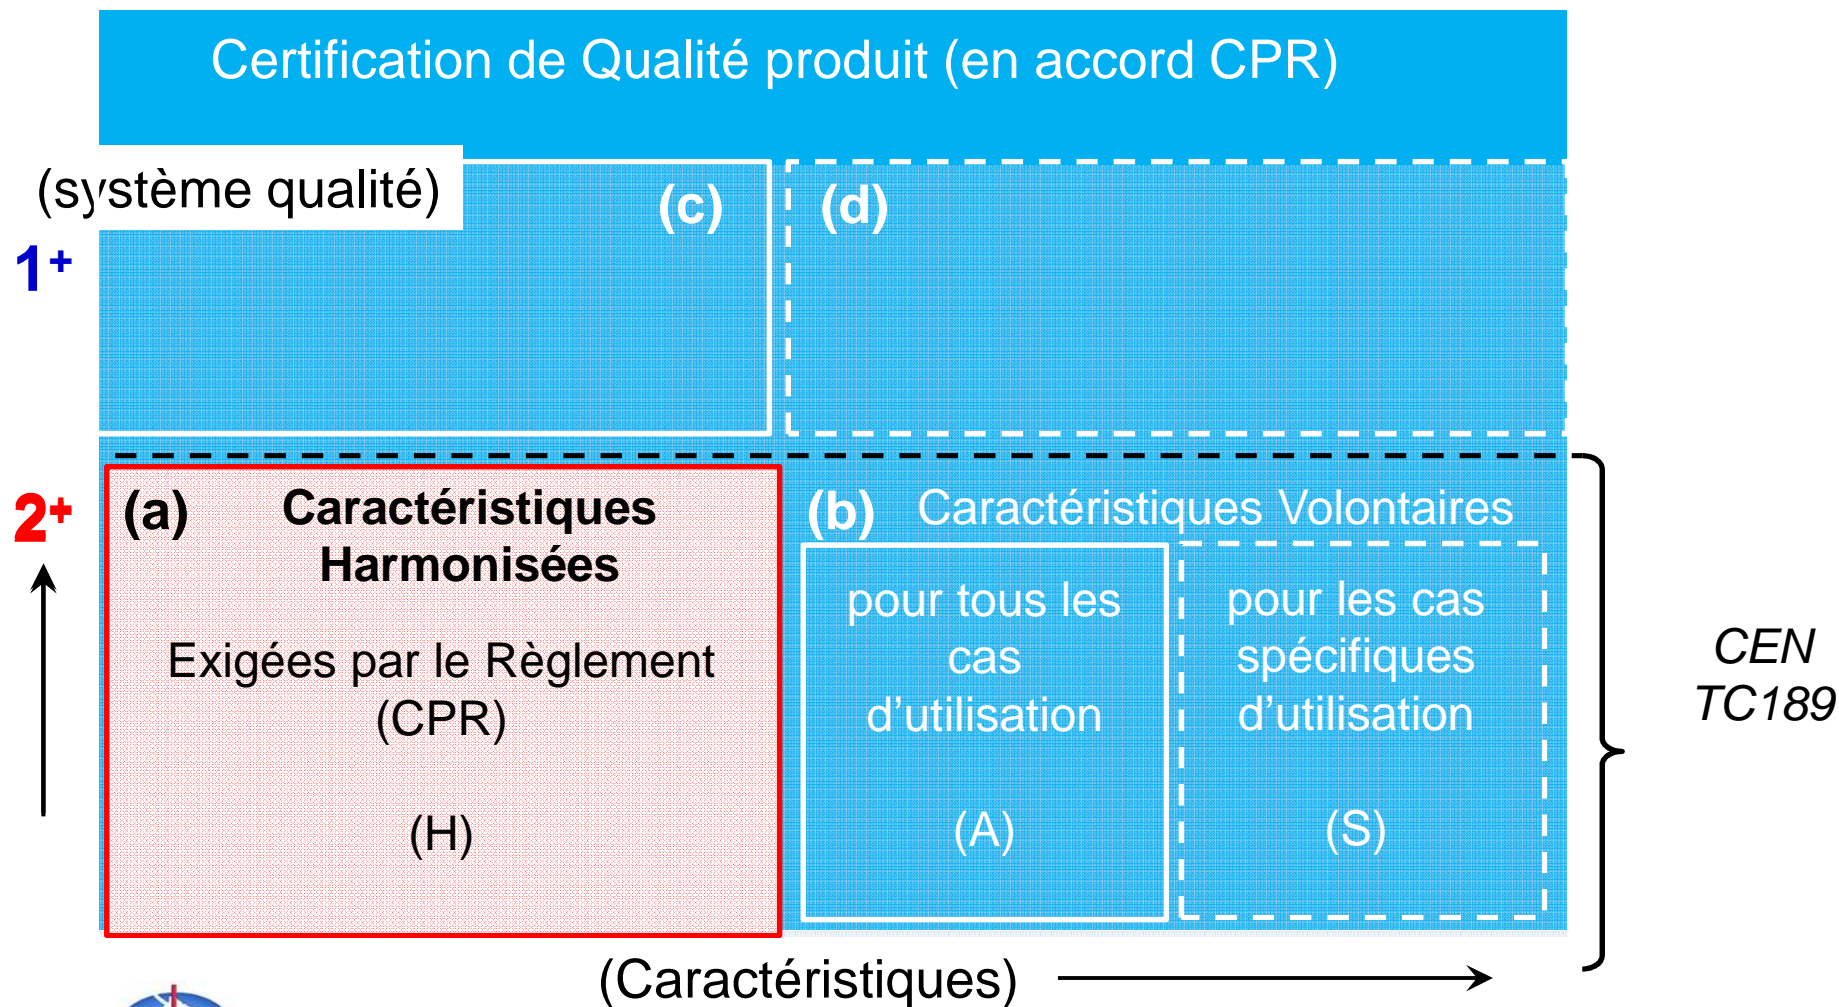 Certification de Qualité produit (en accord CPR)
(système qualité)
(c)
(d)
1+
2+
(a)
Caractéristiques
Harmonisées
Exigées par le Règlement
(CPR)
(H)
(b)
Caractéristiques Volontaires
pour tous les
cas
d’utilisation
(A)
pour les cas
spécifiques
d’utilisation
(S)
CEN
TC189
(Caractéristiques)